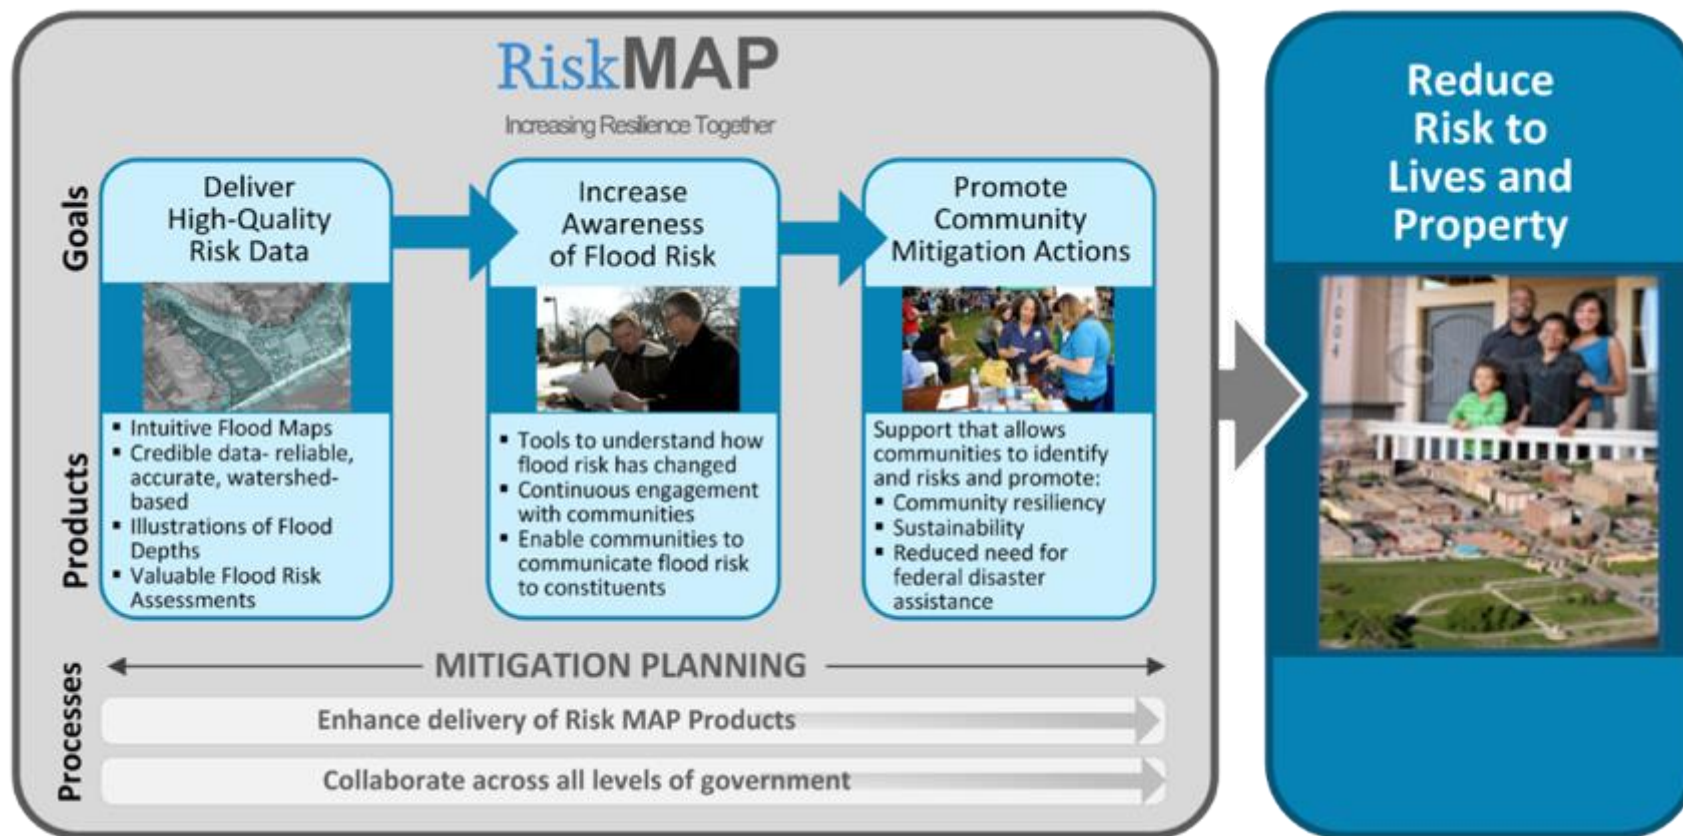 RiskMAP
Increasing Resilience Together
Goals
Deliver
High-Quality
Risk Data
Increase
Awareness
of Flood Risk
Promote
Community
Mitigation Actions
Products
▪ Intuitive Flood Maps
▪ Credible data- reliable,
accurate, watershed-
based
▪ Illustrations of Flood
Depths
▪ Valuable Flood Risk
Assessments
▪ Tools to understand how
flood risk has changed
▪ Continuous engagement
with communities
▪ Enable communities to
communicate flood risk
to constituents
Support that allows
communities to identify
and risks and promote:
▪ Community resiliency
▪ Sustainability
▪ Reduced need for
federal disaster
assistance
Processes
MITIGATION PLANNING
Enhance delivery of Risk MAP Products
Collaborate across all levels of government
Reduce
Risk to
Lives and
Property
1004